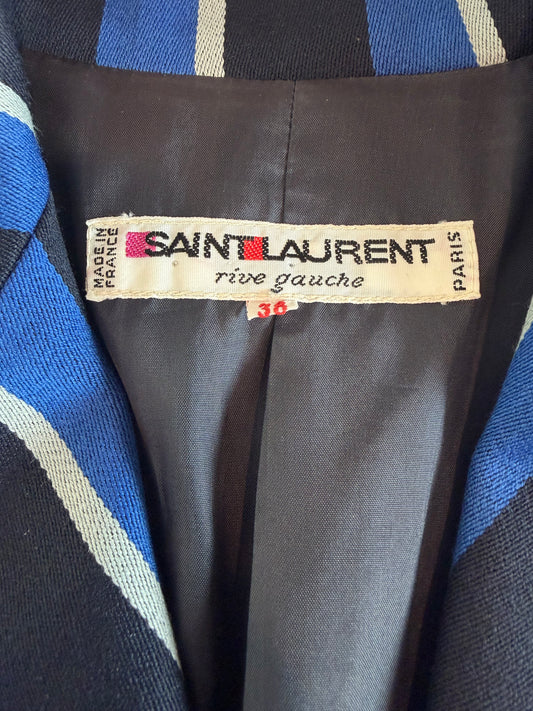 MADE IN
FRANCE
SAINT LAURENT
rive gauche
PARIS
36